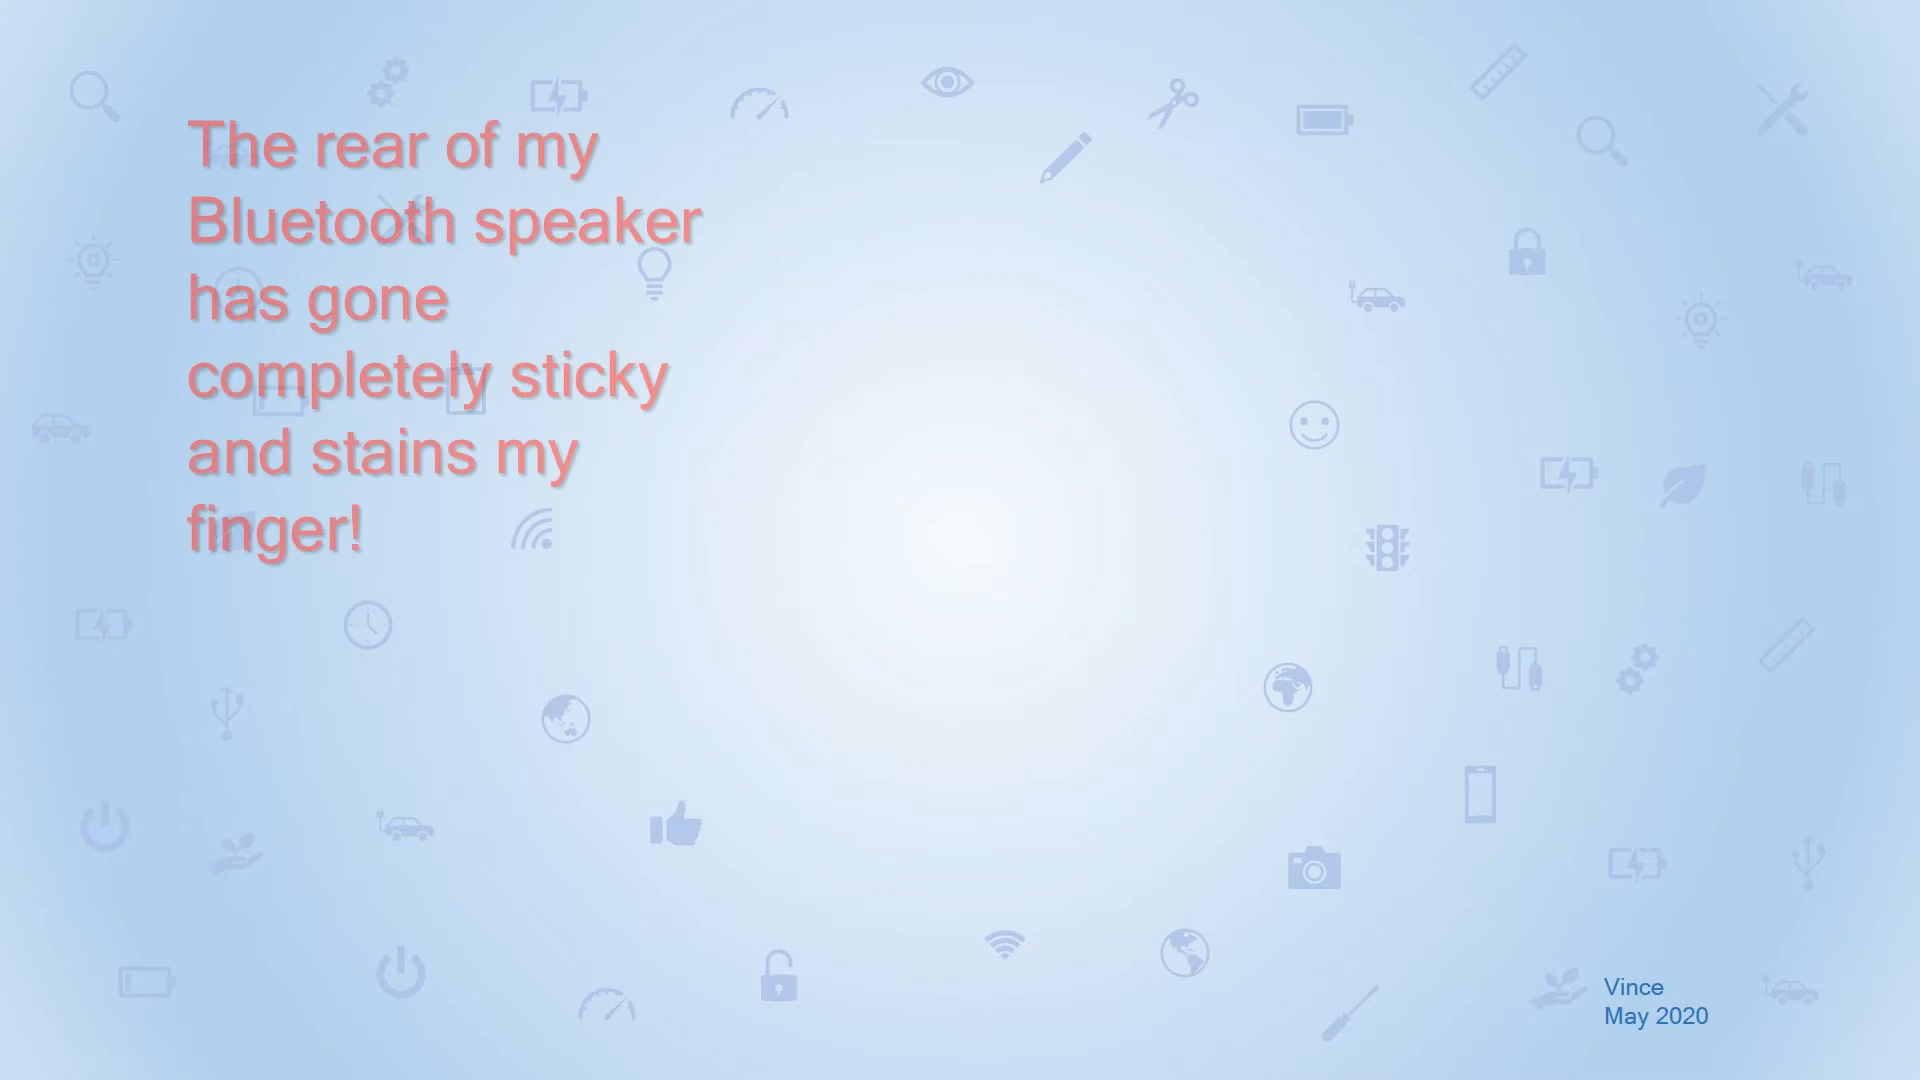 The rear of my
Bluetooth speaker
has gone
completely sticky
and stains my
finger!
Vince
May 2020